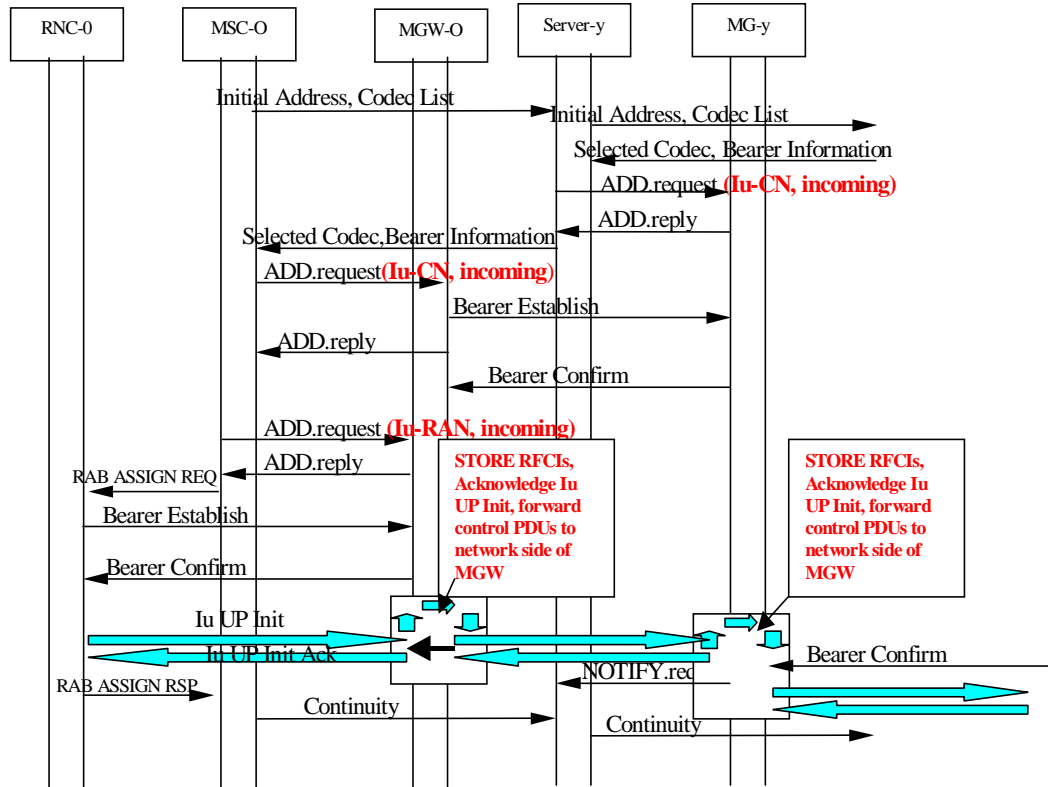 RNC-0
MSC-O
MGW-O
Server-y
MG-y
Initial Address, Codec List
Initial Address, Codec List
Selected Codec, Bearer Information
ADD.request (Iu-CN, incoming)
ADD.reply
Selected Codec,Bearer Information
ADD.request(Iu-CN, incoming)
Bearer Establish
ADD.reply
Bearer Confirm
ADD.request (Iu-RAN, incoming)
ADD.reply
RAB ASSIGN REQ
Bearer Establish
Bearer Confirm
STORE RFCIs,
Acknowledge Iu
UP Init, forward
control PDUs to
network side of
MGW
STORE RFCIs,
Acknowledge Iu
UP Init, forward
control PDUs to
network side of
MGW
Iu UP Init
Iu UP Init Ack
Bearer Confirm
NOTIFY.req
RAB ASSIGN RSP
Continuity
Continuity